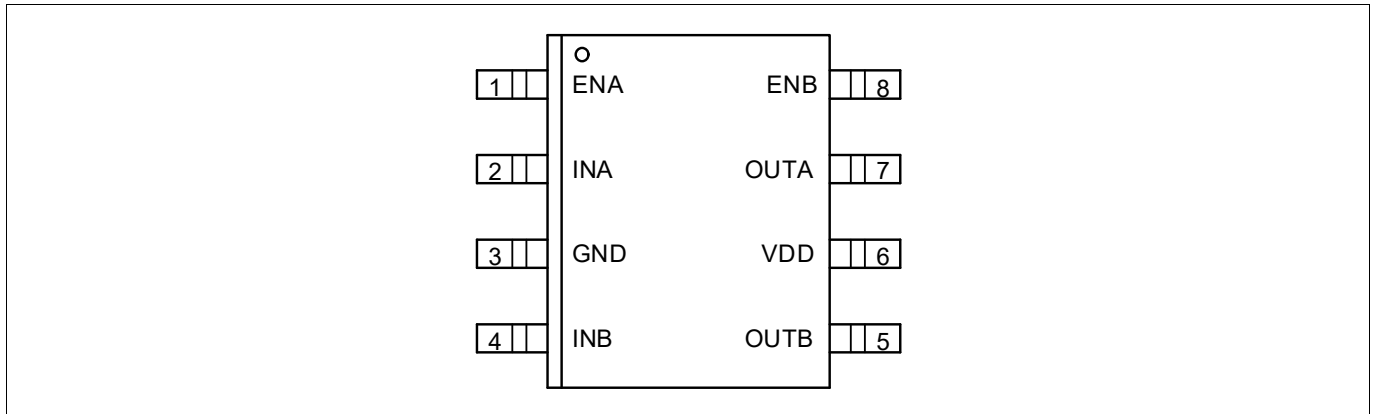 1 ENA ENB 8
2 INA OUTA 7
3 GND VDD 6
4 INB OUTB 5